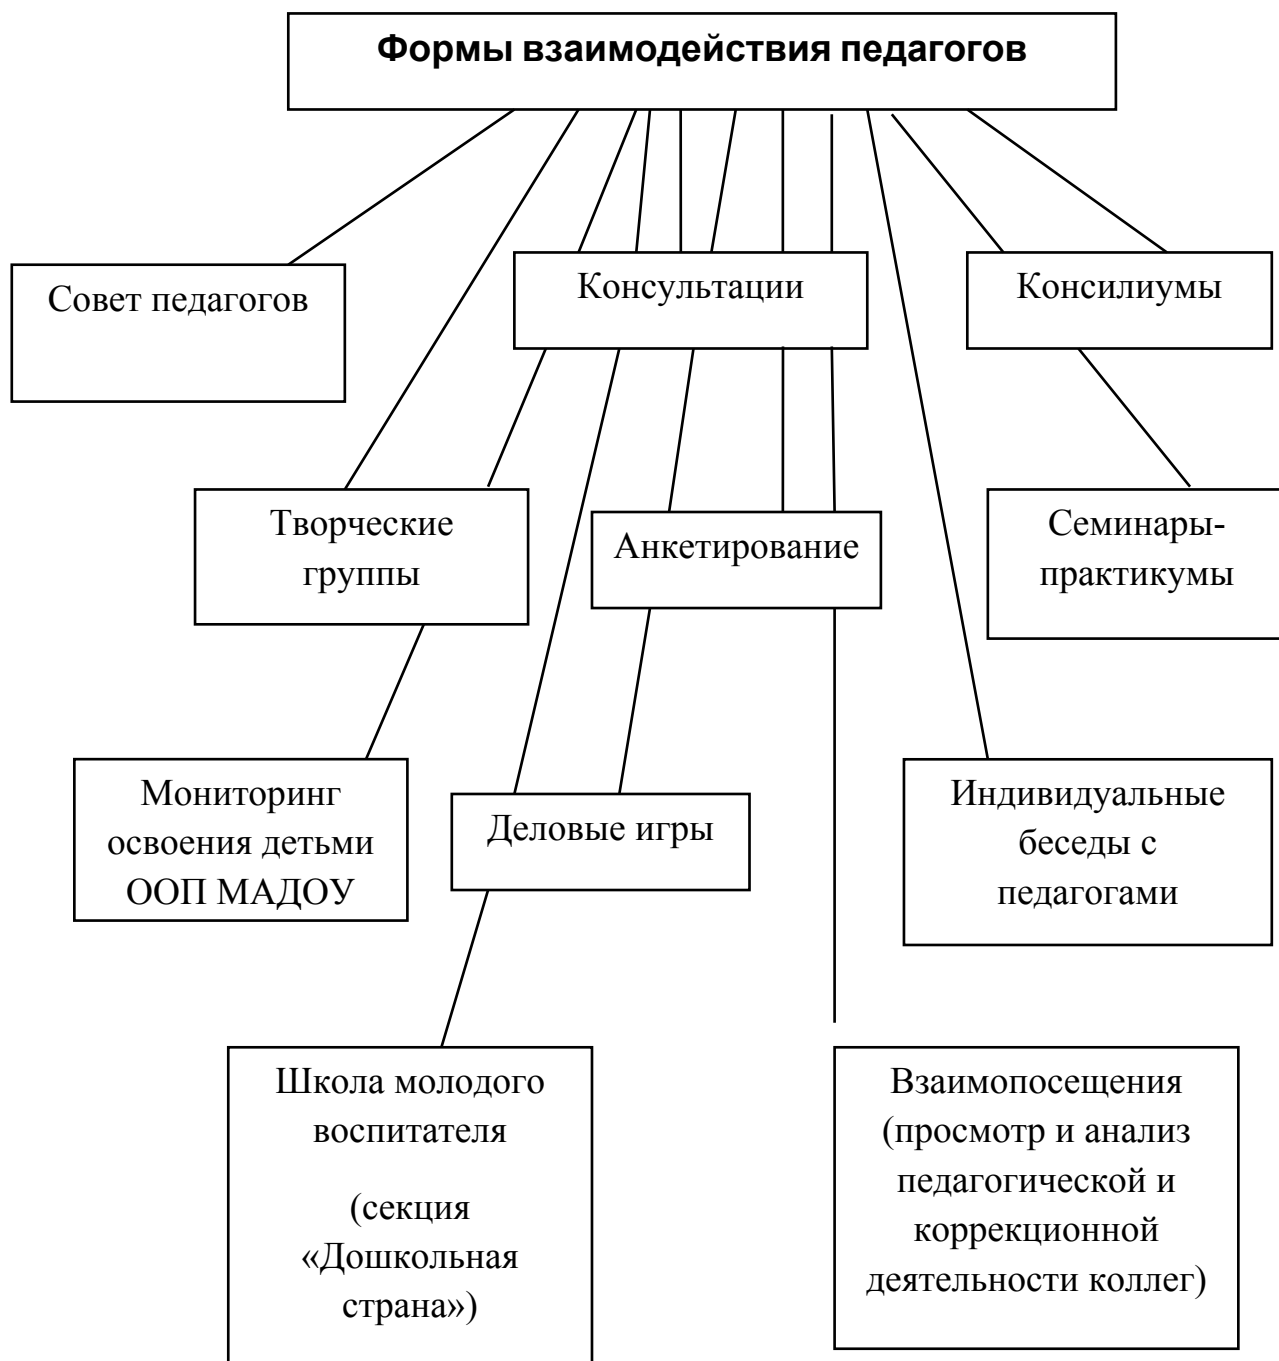 Формы взаимодействия педагогов
Совет педагогов
Консультации
Консилиумы
Творческие
группы
Анкетирование
Семинары-
практикумы
Мониторинг
освоения детьми
ООП МАДОУ
Деловые игры
Индивидуальные
беседы с
педагогами
Школа молодого
воспитателя
(секция
«Дошкольная
страна»)
Взаимопосещения
(просмотр и анализ
педагогической и
коррекционной
деятельности коллег)